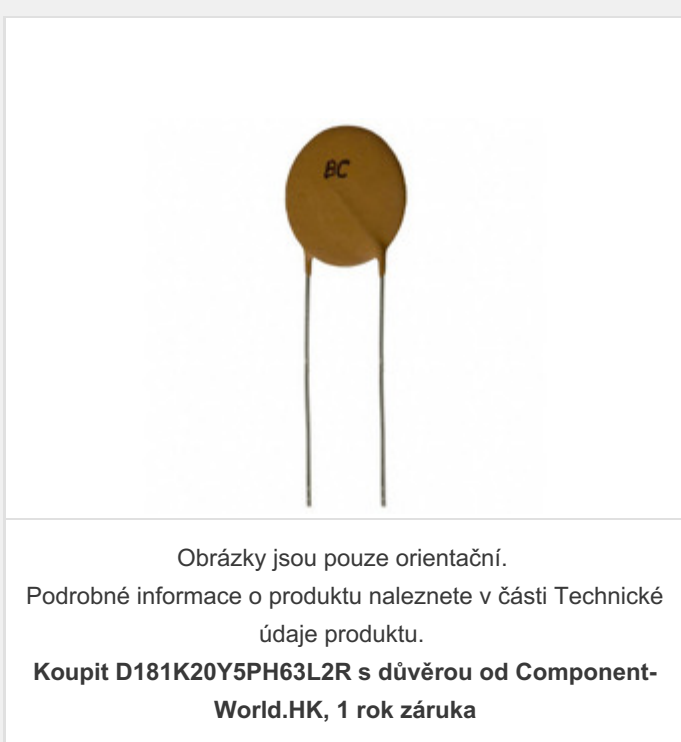 BC
Obrázky jsou pouze orientační.
Podrobné informace o produktu naleznete v části Technické
údaje produktu.
Koupit D181K20Y5PH63L2R s důvěrou od Component-
World.HK, 1 rok záruka